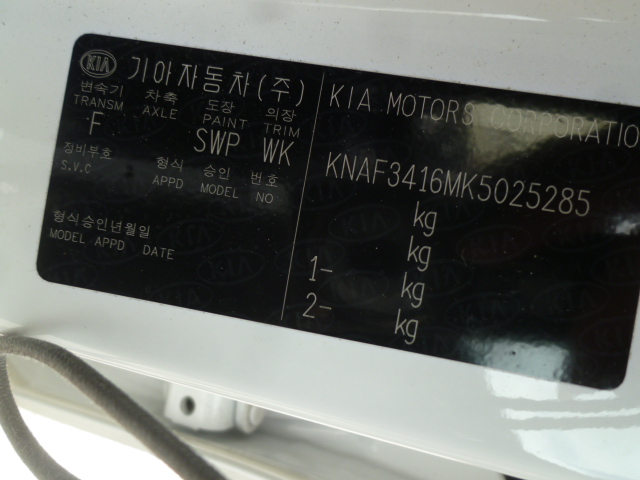 KIA 기아자동차(주)
변속기 차축 도장 의장
TRANSM AXLE PAINT TRIM
F SWP WK
정비부호 형식 승인 번호
S.V.C APPD MODEL NO
형식승인년월일
MODEL APPD DATE
KIA MOTORS CORPORATIO
KNAF3416MK5025285
kg
kg
1- kg
2- kg